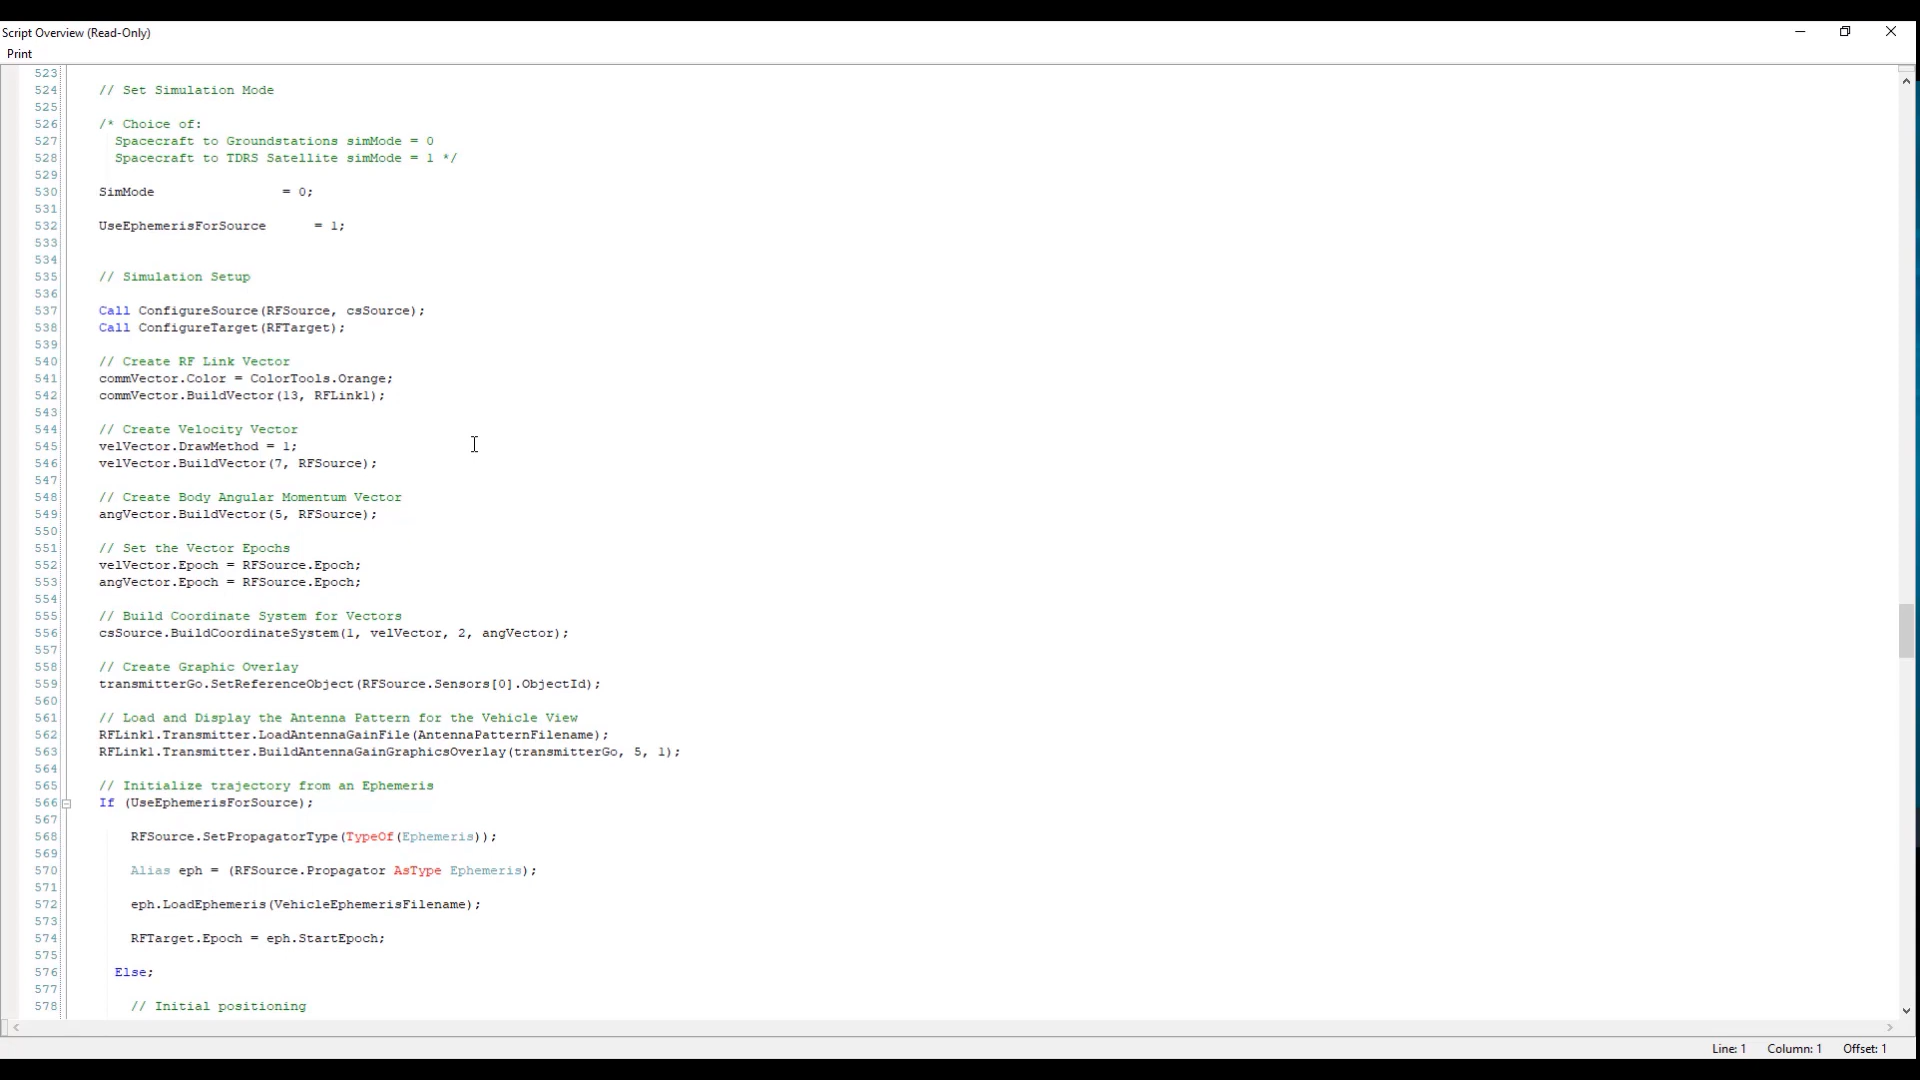 Script Overview (Read-Only)
Print
523
524 // Set Simulation Mode
525
526 /* Choice of:
527 Spacecraft to Groundstations simMode = 0
528 Spacecraft to TDRS Satellite simMode = 1 */
529
530 SimMode = 0;
531
532 UseEphemerisForSource = 1;
533
534
535 // Simulation Setup
536
537 Call ConfigureSource(RFSource, csSource);
538 Call ConfigureTarget(RFTarget);
539
540 // Create RF Link Vector
541 commVector.Color = ColorTools.Orange;
542 commVector.BuildVector(13, RFLink1);
543
544 // Create Velocity Vector
545 velVector.DrawMethod = 1;
546 velVector.BuildVector(7, RFSource);
547
548 // Create Body Angular Momentum Vector
549 angVector.BuildVector(5, RFSource);
550
551 // Set the Vector Epochs
552 velVector.Epoch = RFSource.Epoch;
553 angVector.Epoch = RFSource.Epoch;
554
555 // Build Coordinate System for Vectors
556 csSource.BuildCoordinateSystem(1, velVector, 2, angVector);
557
558 // Create Graphic Overlay
559 transmitterGo.SetReferenceObject(RFSource.Sensors[0].ObjectId);
560
561 // Load and Display the Antenna Pattern for the Vehicle View
562 RFLink1.Transmitter.LoadAntennaGainFile(AntennaPatternFilename);
563 RFLink1.Transmitter.BuildAntennaGainGraphicsOverlay(transmitterGo, 5, 1);
564
565 // Initialize trajectory from an Ephemeris
566 If (UseEphemerisForSource);
567
568 RFSource.SetPropagatorType(TypeOf(Ephemeris));
569
570 Alias eph = (RFSource.Propagator AsType Ephemeris);
571
572 eph.LoadEphemeris(VehicleEphemerisFilename);
573
574 RFTarget.Epoch = eph.StartEpoch;
575
576 Else;
577
578 // Initial positioning
Line: 1 Column: 1 Offset: 1